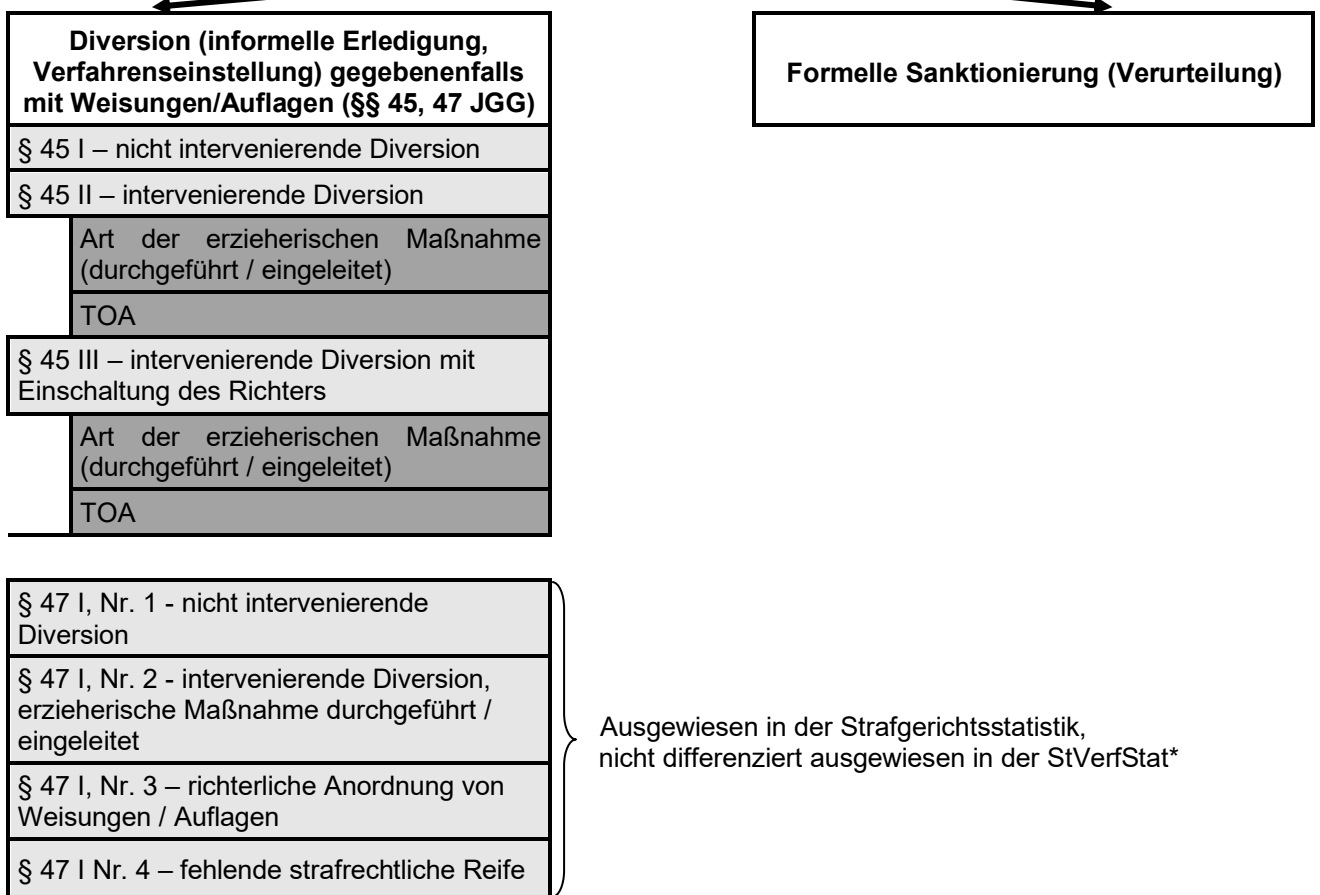 Diversion (informelle Erledigung,
Verfahrenseinstellung) gegebenenfalls
mit Weisungen/Auflagen (§§ 45, 47 JGG)
Formelle Sanktionierung (Verurteilung)
§ 45 I – nicht intervenierende Diversion
§ 45 II – intervenierende Diversion
Art der erzieherischen Maßnahme
(durchgeführt / eingeleitet)
TOA
§ 45 III – intervenierende Diversion mit
Einschaltung des Richters
Art der erzieherischen Maßnahme
(durchgeführt / eingeleitet)
TOA
§ 47 I, Nr. 1 - nicht intervenierende
Diversion
§ 47 I, Nr. 2 - intervenierende Diversion,
erzieherische Maßnahme durchgeführt /
eingeleitet
§ 47 I, Nr. 3 – richterliche Anordnung von
Weisungen / Auflagen
§ 47 I Nr. 4 – fehlende strafrechtliche Reife
Ausgewiesen in der Strafgerichtsstatistik,
nicht differenziert ausgewiesen in der StVerfStat*